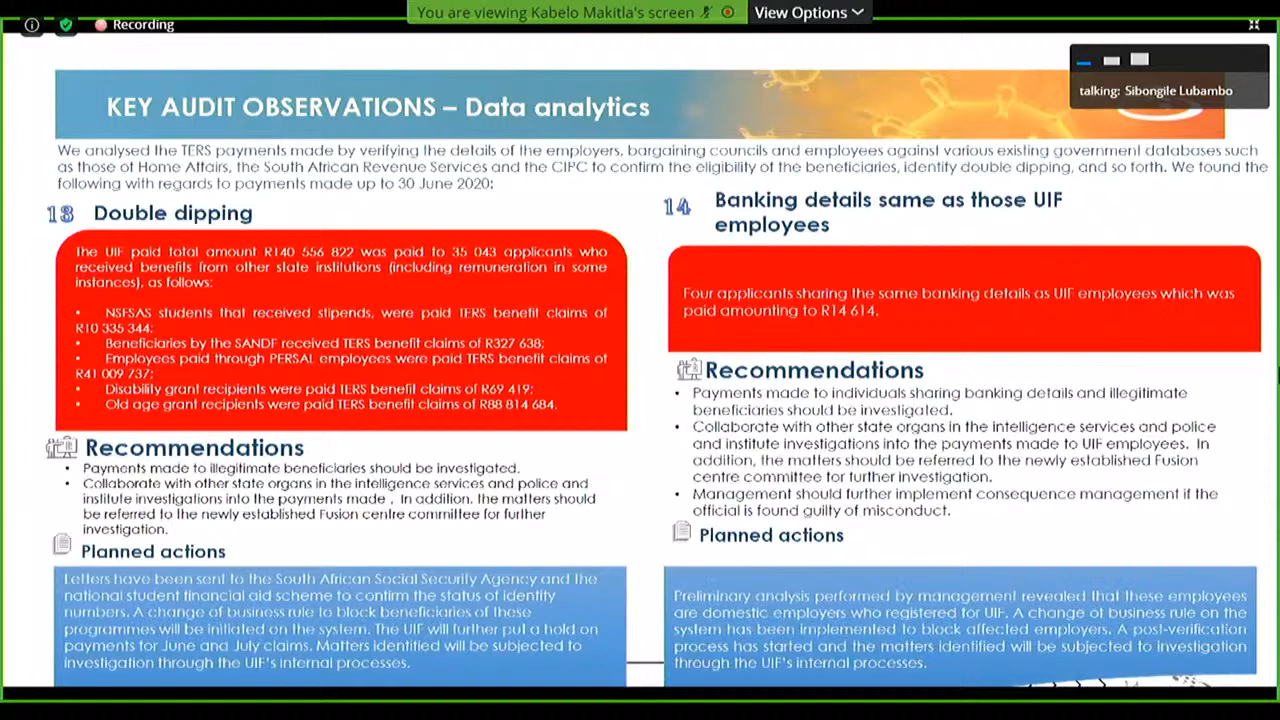 You are viewing Kabelo Makitla's screen
View Options
Recording
talking: Sibongile Lubambo
KEY AUDIT OBSERVATIONS – Data analytics
We analysed the TERS payments made by verifying the details of the employers, bargaining councils and employees against various existing government databases such
as those of Home Affairs, the South African Revenue Services and the CIPC to confirm the eligibility of the beneficiaries, identify double dipping, and so forth. We found the
following with regards to payments made up to 30 June 2020:
13 Double dipping
The UIF paid total amount R140 556 822 was paid to 35 043 applicants who
received benefits from other state institutions (including remuneration in some
instances), as follows:
• NSFSAS students that received stipends, were paid TERS benefit claims of
R10 335 344;
• Beneficiaries by the SANDF received TERS benefit claims of R327 638;
• Employees paid through PERSAL employees were paid TERS benefit claims of
R41 009 737;
• Disability grant recipients were paid TERS benefit claims of R69 419;
• Old age grant recipients were paid TERS benefit claims of R88 814 684.
Recommendations
• Payments made to illegitimate beneficiaries should be investigated.
• Collaborate with other state organs in the intelligence services and police and
institute investigations into the payments made . In addition, the matters should
be referred to the newly established Fusion centre committee for further
investigation.
Planned actions
Letters have been sent to the South African Social Security Agency and the
national student financial aid scheme to confirm the status of identity
numbers. A change of business rule to block beneficiaries of these
programmes will be initiated on the system. The UIF will further put a hold on
payments for June and July claims. Matters identified will be subjected to
investigation through the UIF's internal processes.
14 Banking details same as those UIF
employees
Four applicants sharing the same banking details as UIF employees which was
paid amounting to R14 614.
Recommendations
• Payments made to individuals sharing banking details and illegitimate
beneficiaries should be investigated.
• Collaborate with other state organs in the intelligence services and police
and institute investigations into the payments made to UIF employees. In
addition, the matters should be referred to the newly established Fusion
centre committee for further investigation.
• Management should further implement consequence management if the
official is found guilty of misconduct.
Planned actions
Preliminary analysis performed by management revealed that these employees
are domestic employers who registered for UIF. A change of business rule on the
system has been implemented to block affected employers. A post-verification
process has started and the matters identified will be subjected to investigation
through the UIF's internal processes.